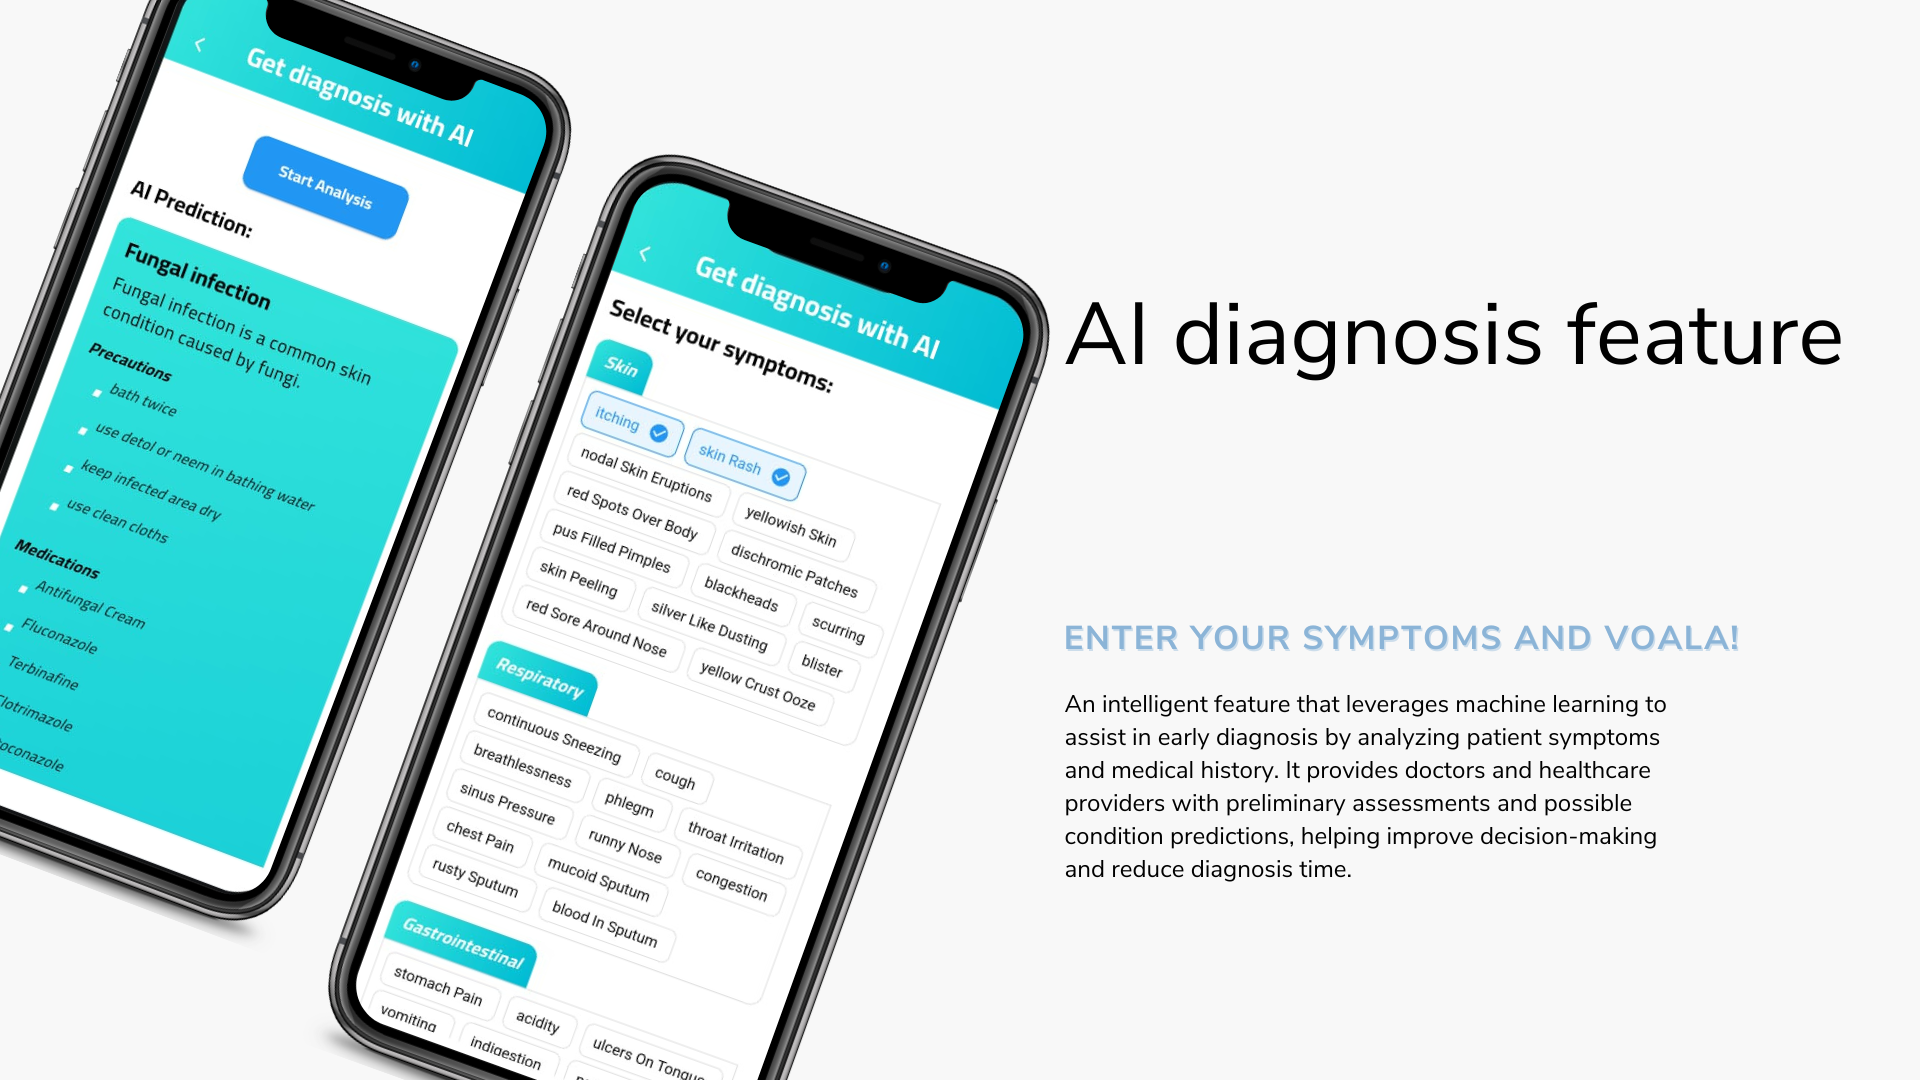 Get diagnosis with AI
Start Analysis
AI Prediction:
Fungal infection
Fungal infection is a common skin
condition caused by fungi.
Precautions
bath twice
use detol or neem in bathing water
keep infected area dry
use clean cloths
Medications
Antifungal Cream
Fluconazole
Terbinafine
lotrimazole
oconazole
Get diagnosis with AI
Select your symptoms:
Skin
itching
skin Rash
nodal Skin Eruptions
yellowish Skin
red Spots Over Body
dischromic Patches
pus Filled Pimples
blackheads
scurring
skin Peeling
silver Like Dusting
blister
red Sore Around Nose
yellow Crust Ooze
Respiratory
continuous Sneezing
cough
breathlessness
phlegm
throat Irritation
sinus Pressure
runny Nose
congestion
chest Pain
mucoid Sputum
rusty Sputum
blood In Sputum
Gastrointestinal
stomach Pain
acidity
ulcers On Tongue
vomiting
indigestion
AI diagnosis feature
ENTER YOUR SYMPTOMS AND VOALA!
An intelligent feature that leverages machine learning to
assist in early diagnosis by analyzing patient symptoms
and medical history. It provides doctors and healthcare
providers with preliminary assessments and possible
condition predictions, helping improve decision-making
and reduce diagnosis time.